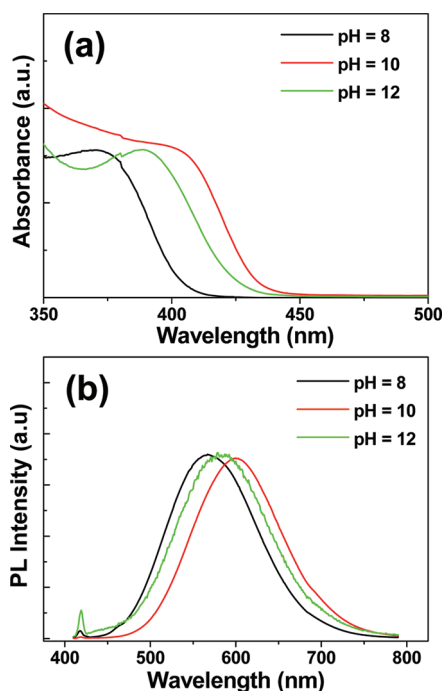 (a)
pH = 8
pH = 10
pH = 12
Absorbance (a.u.)
350
400
450
500
Wavelength (nm)
(b)
pH = 8
pH = 10
pH = 12
PL Intensity (a.u)
400
500
600
700
800
Wavelength (nm)